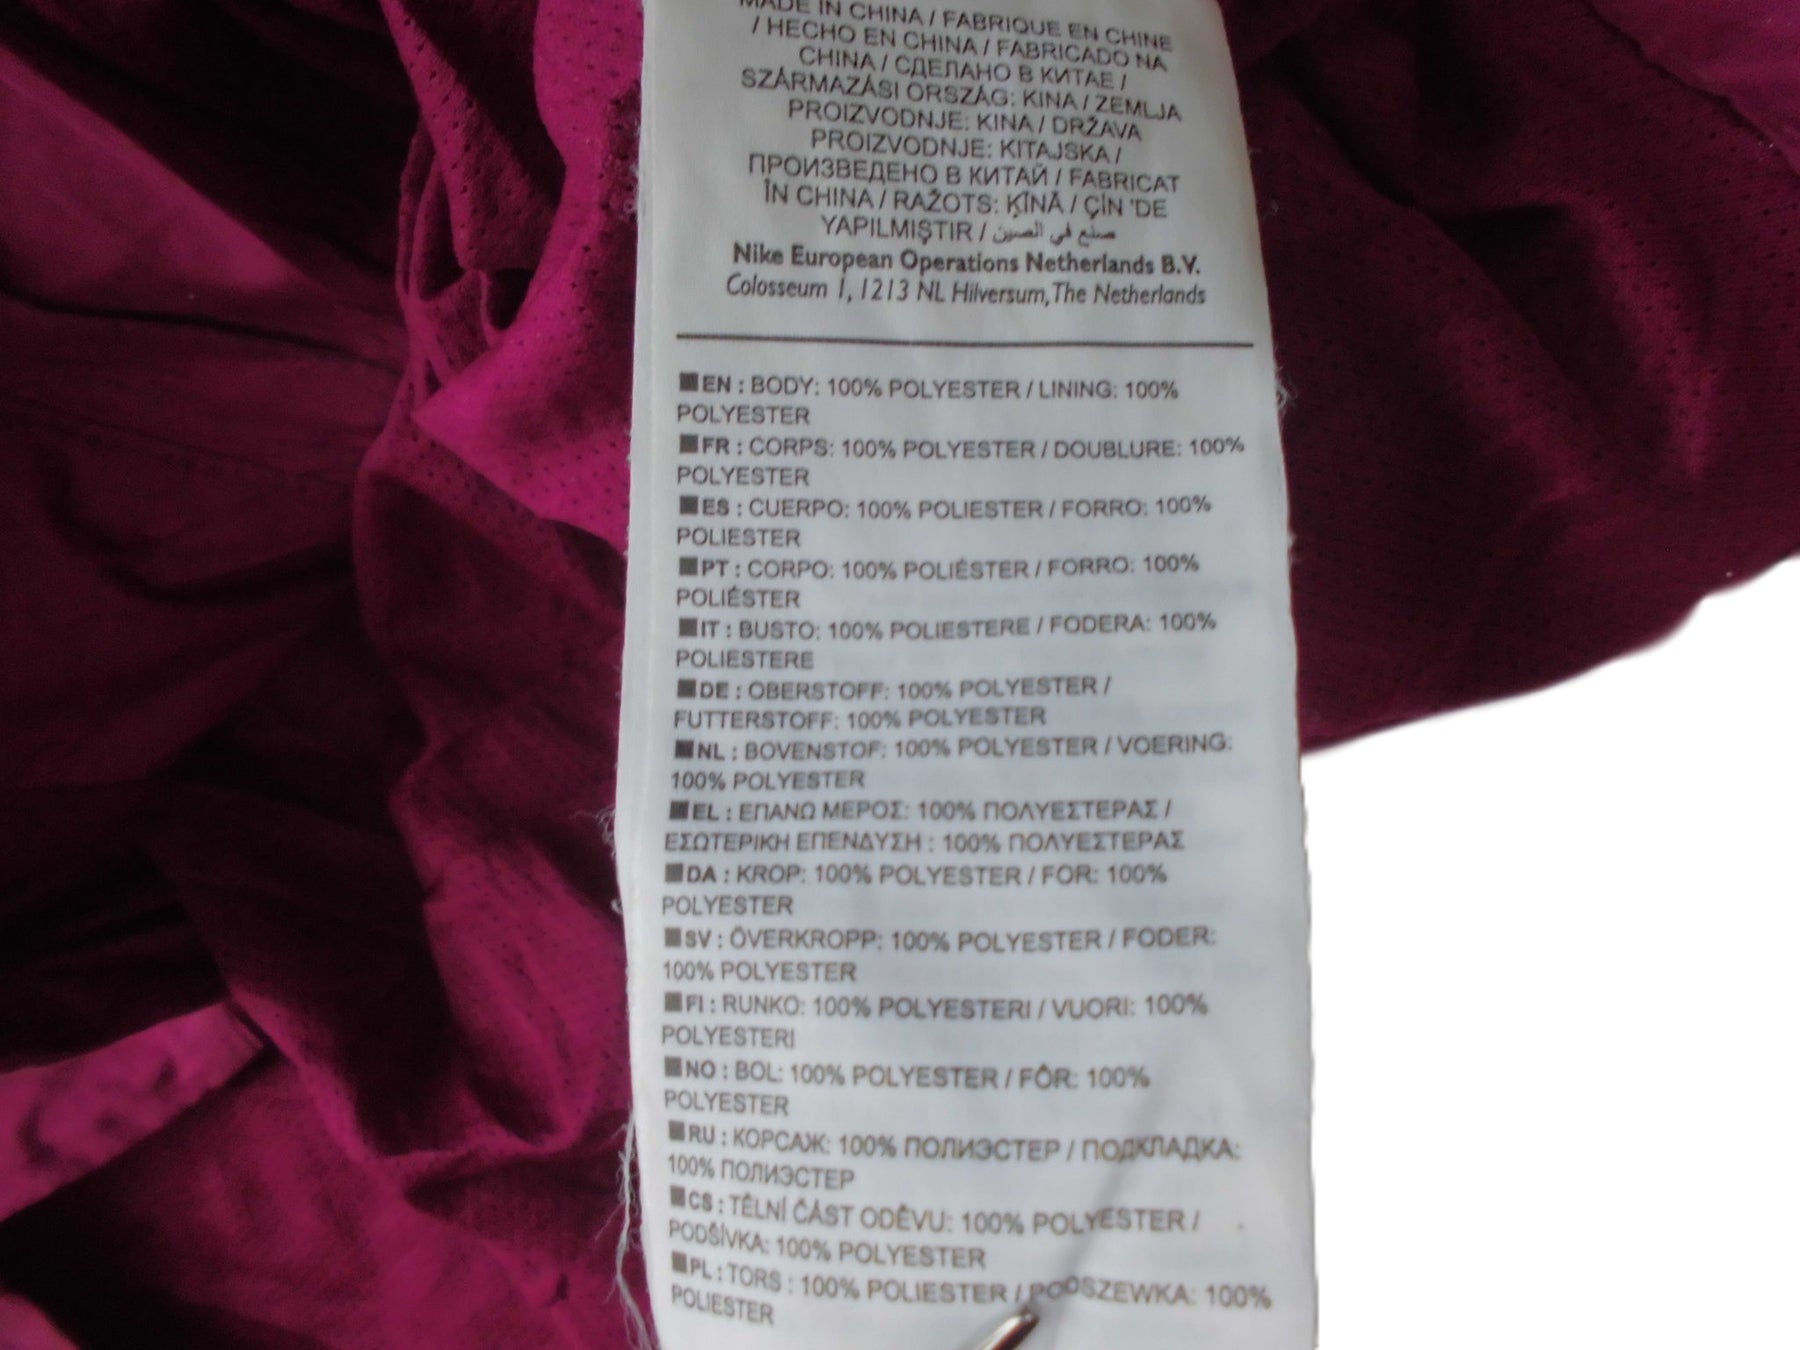 MADE IN CHINA / FABRIQUE EN CHINE
/ HECHO EN CHINA / FABRICADO NA
CHINA / СДЕЛАНО В КИТАЕ /
SZÁRMAZÁSI ORSZÁG: KINA / ZEMLJA
PROIZVODNJE: KINA / DRŽAVA
PROIZVODNJE: KITAJSKA /
ПРОИЗВЕДЕНО В КИТАЙ / FABRICAT
ÎN CHINA / RAŽOTS: ĶĪNĀ / ÇİN 'DE
YAPILMIŞTIR / صنع في الصين
Nike European Operations Netherlands B.V.
Colosseum 1, 1213 NL Hilversum, The Netherlands
EN : BODY: 100% POLYESTER / LINING: 100%
POLYESTER
FR : CORPS: 100% POLYESTER / DOUBLURE: 100%
POLYESTER
ES : CUERPO: 100% POLIESTER / FORRO: 100%
POLIESTER
PT : CORPO: 100% POLIÉSTER / FORRO: 100%
POLIÉSTER
IT : BUSTO: 100% POLIESTERE / FODERA: 100%
POLIESTERE
DE : OBERSTOFF: 100% POLYESTER /
FUTTERSTOFF: 100% POLYESTER
NL : BOVENSTOF: 100% POLYESTER / VOERING:
100% POLYESTER
EL : ΕΠΑΝΩ ΜΕΡΟΣ: 100% ΠΟΛΥΕΣΤΕΡΑΣ /
ΕΣΩΤΕΡΙΚΗ ΕΠΕΝΔΥΣΗ : 100% ΠΟΛΥΕΣΤΕΡΑΣ
DA : KROP: 100% POLYESTER / FOR: 100%
POLYESTER
SV : ÖVERKROPP: 100% POLYESTER / FODER:
100% POLYESTER
FI : RUNKO: 100% POLYESTERI / VUORI: 100%
POLYESTERI
NO : BOL: 100% POLYESTER / FÔR: 100%
POLYESTER
RU : КОРСАЖ: 100% ПОЛИЭСТЕР / ПОДКЛАДКА:
100% ПОЛИЭСТЕР
CS : TĚLNÍ ČÁST ODĚVU: 100% POLYESTER /
PODŠÍVKA: 100% POLYESTER
PL : TORS : 100% POLIESTER / PODSZEWKA: 100%
POLIESTER